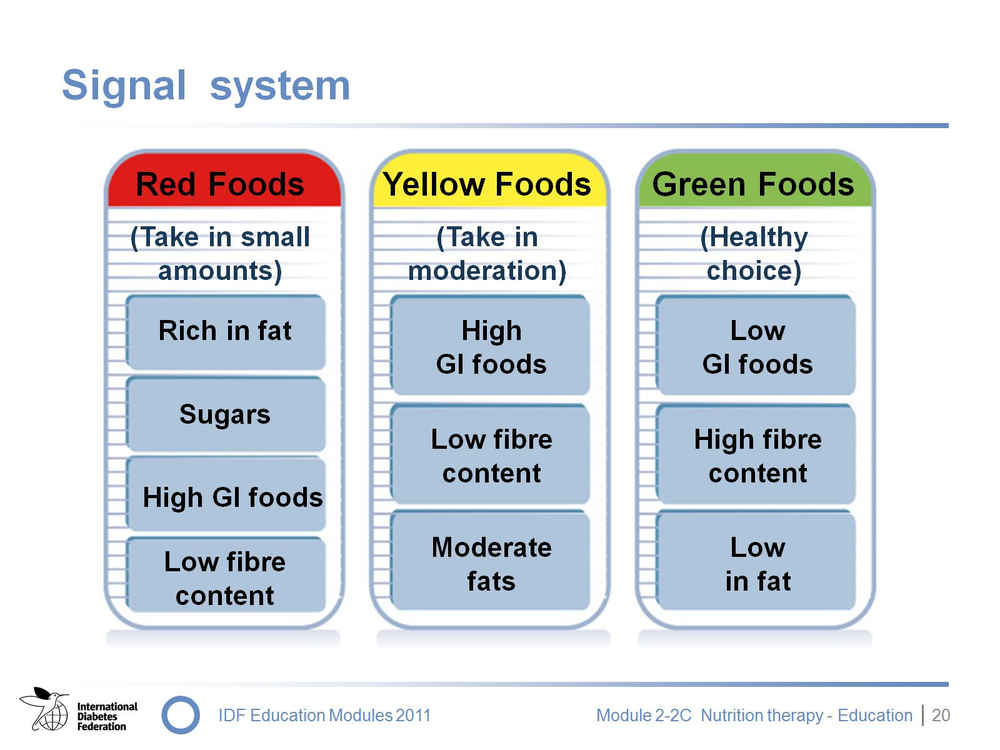 Signal system
Red Foods
(Take in small
amounts)
Rich in fat
Sugars
High GI foods
Low fibre
content
Yellow Foods
(Take in
moderation)
High
GI foods
Low fibre
content
Moderate
fats
Green Foods
(Healthy
choice)
Low
GI foods
High fibre
content
Low
in fat
International
Diabetes
Federation
IDF Education Modules 2011
Module 2-2C Nutrition therapy - Education | 20